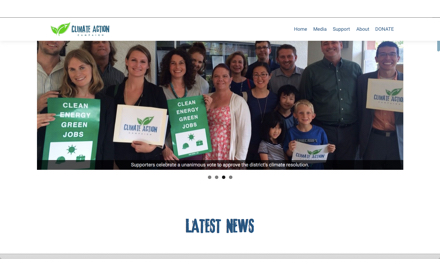 CLIMATE ACTION
CAMPAIGN
Home Media Support About DONATE
CLEAN
ENERGY
GREEN
JOBS
CLIMATE ACTION
CLEAN
ENERGY
GREEN
JOBS
CLIMATE ACTION
CLIMATE ACTION
Supporters celebrate a unanimous vote to approve the district's climate resolution.
LATEST NEWS